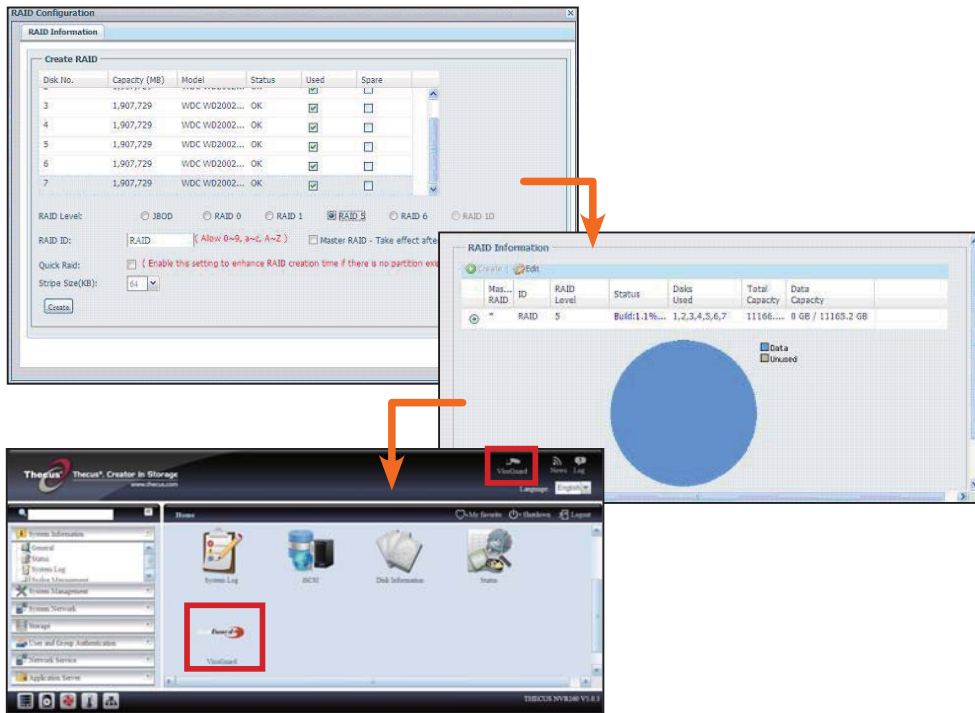 RAID Configuration
RAID Information
Create RAID
Disk No. Capacity (MB) Model Status Used Spare
3 1,907,729 WDC WD2002... OK
4 1,907,729 WDC WD2002... OK
5 1,907,729 WDC WD2002... OK
6 1,907,729 WDC WD2002... OK
7 1,907,729 WDC WD2002... OK
RAID Level: JBOD RAID 0 RAID 1 RAID 5 RAID 6 RAID 10
RAID ID: RAID ( Allow 0~9, a~z, A~Z ) Master RAID - Take effect afte
Quick Raid: ( Enable this setting to enhance RAID creation time if there is no partition exis
Stripe Size(KB): 64
Create
RAID Information
Create Edit
Mas... RAID ID RAID Level Status Disks Used Total Capacity Data Capacity
* RAID 5 Build:1.1%... 1,2,3,4,5,6,7 11166.... 0 GB / 11165.2 GB
Data
Unused
Thecus Thecus®, Creator in Storage
www.thecus.com
VisoGuard News Log
Language English
Home My favorite Shutdown Logout
System Information
General
Status
System Log
System Management
System Network
Storage
User and Group Authentication
Network Service
Application Server
System Log iSCSI Disk Information Status
VisoGuard
THECUS NVR160 V1.0.3